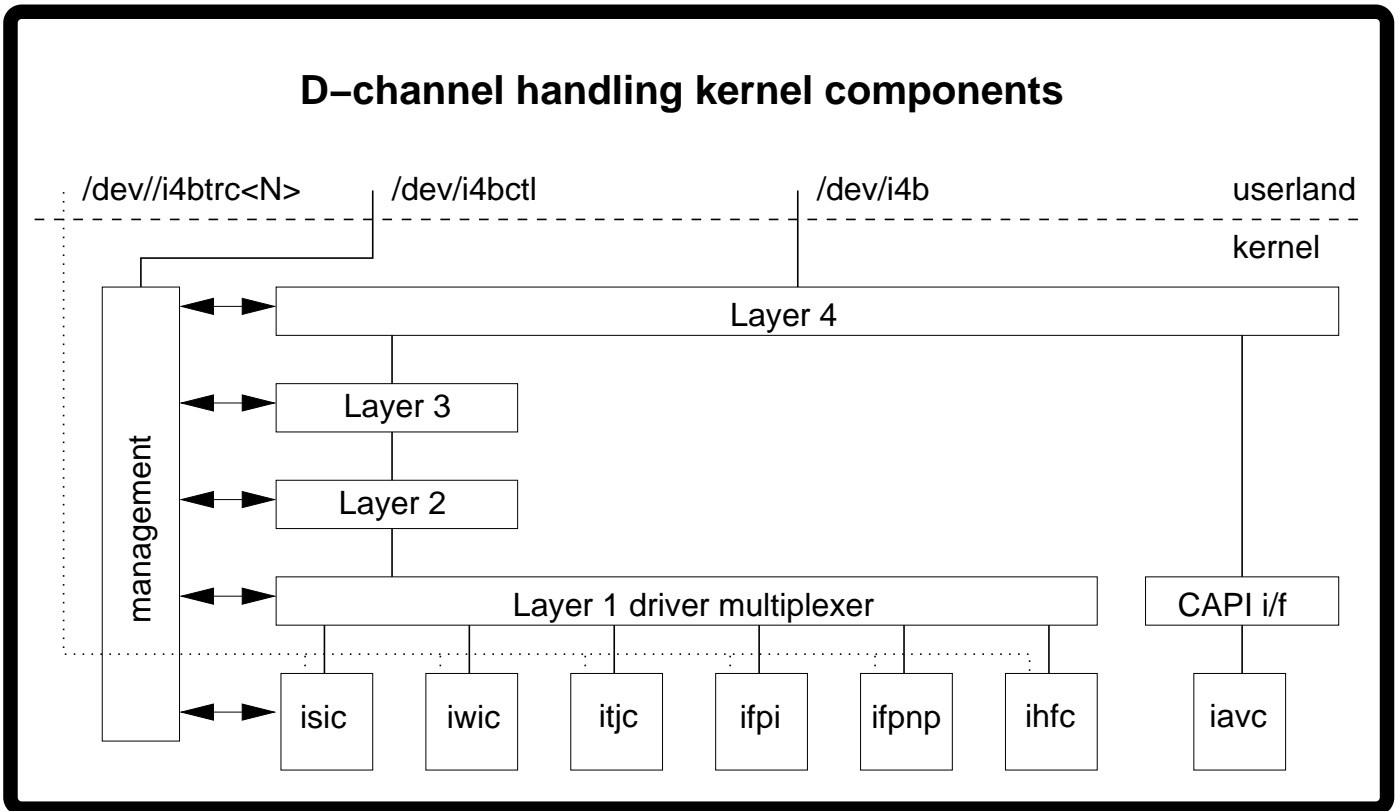 D–channel handling kernel components
/dev//i4btrc<N> /dev/i4bctl /dev/i4b userland
kernel
Layer 4
Layer 3
management
Layer 2
Layer 1 driver multiplexer CAPI i/f
isic iwic itjc ifpi ifpnp ihfc iavc